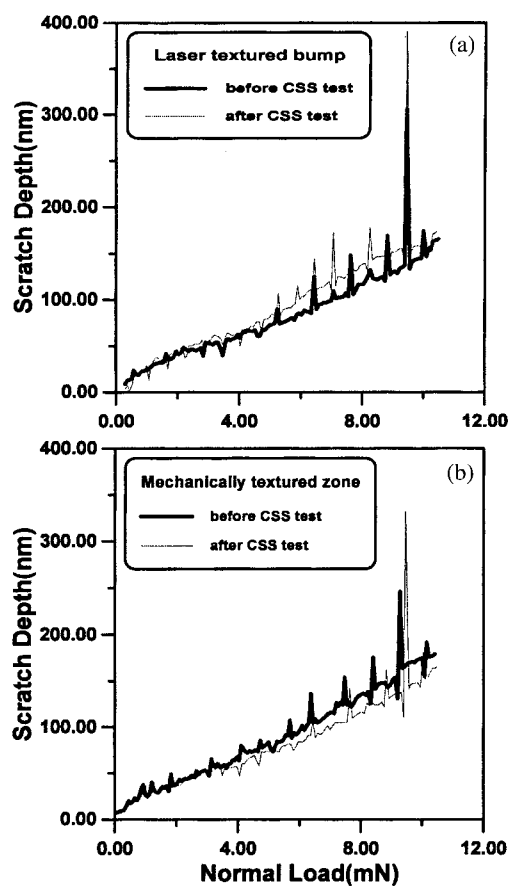 400.00
(a)
Laser textured bump
before CSS test
after CSS test
300.00
200.00
100.00
0.00
Scratch Depth(nm)
0.00 4.00 8.00 12.00
400.00
(b)
Mechanically textured zone
before CSS test
after CSS test
300.00
200.00
100.00
0.00
Scratch Depth(nm)
0.00 4.00 8.00 12.00
Normal Load(mN)